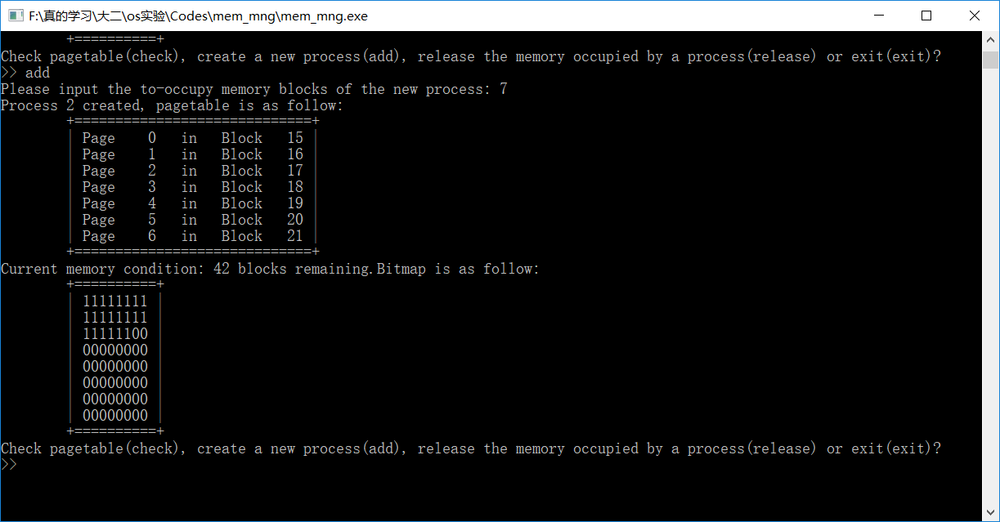 F:\真的学习\大二\os实验\Codes\mem_mng\mem_mng.exe
+==========+
Check pagetable(check), create a new process(add), release the memory occupied by a process(release) or exit(exit)?
>> add
Please input the to-occupy memory blocks of the new process: 7
Process 2 created, pagetable is as follow:
+=============================+
| Page    0   in   Block   15 |
| Page    1   in   Block   16 |
| Page    2   in   Block   17 |
| Page    3   in   Block   18 |
| Page    4   in   Block   19 |
| Page    5   in   Block   20 |
| Page    6   in   Block   21 |
+=============================+
Current memory condition: 42 blocks remaining.Bitmap is as follow:
+==========+
| 11111111 |
| 11111111 |
| 11111100 |
| 00000000 |
| 00000000 |
| 00000000 |
| 00000000 |
| 00000000 |
+==========+
Check pagetable(check), create a new process(add), release the memory occupied by a process(release) or exit(exit)?
>>